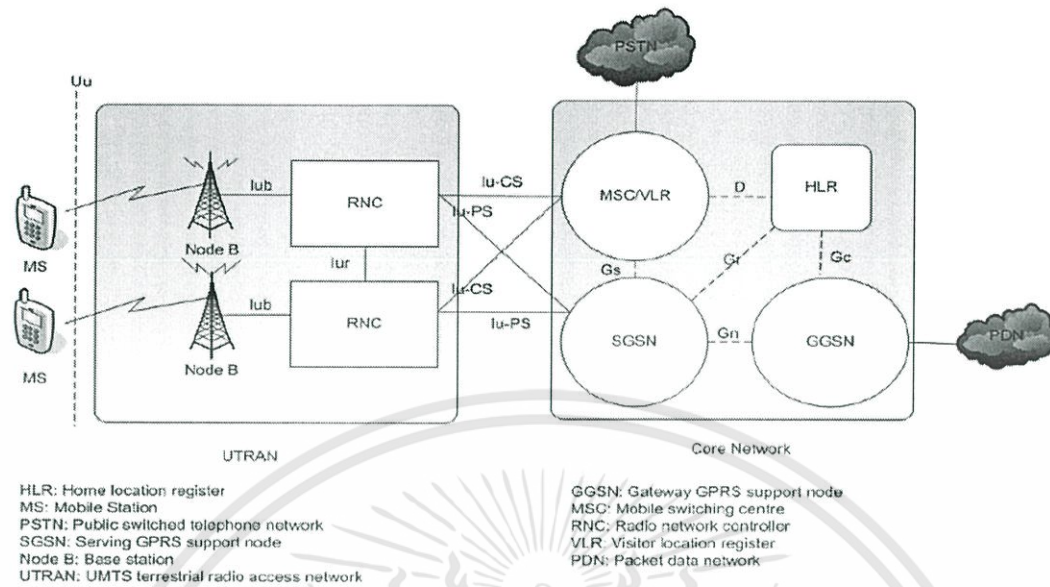 PSTN
Uu
Iub
RNC
Iu-CS
Iu-PS
MSC/VLR
D
HLR
Node B
MS
Iur
Gs
Gr
Gc
Iub
RNC
Iu-CS
Iu-PS
SGSN
Gn
GGSN
PDN
Node B
MS
UTRAN
Core Network
HLR: Home location register
MS: Mobile Station
PSTN: Public switched telephone network
SGSN: Serving GPRS support node
Node B: Base station
UTRAN: UMTS terrestrial radio access network
GGSN: Gateway GPRS support node
MSC: Mobile switching centre
RNC: Radio network controller
VLR: Visitor location register
PDN: Packet data network